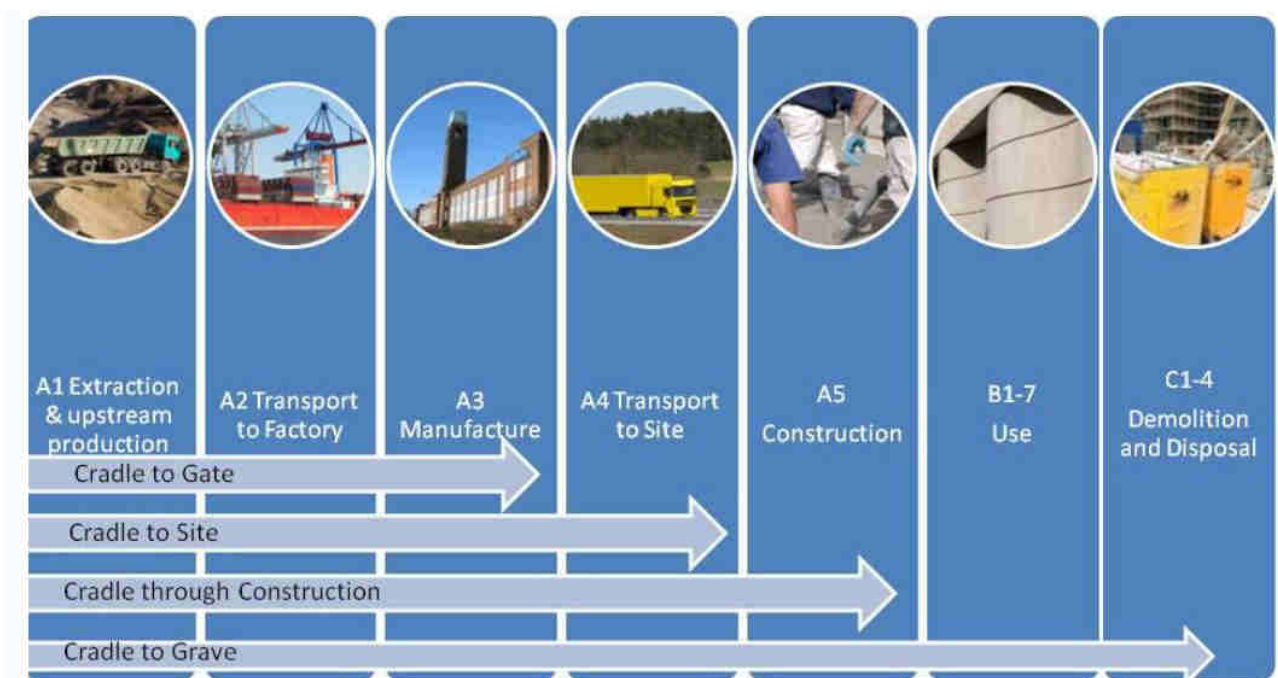 A1 Extraction
& upstream
production
A2 Transport
to Factory
A3
Manufacture
A4 Transport
to Site
A5
Construction
B1-7
Use
C1-4
Demolition
and Disposal
Cradle to Gate
Cradle to Site
Cradle through Construction
Cradle to Grave